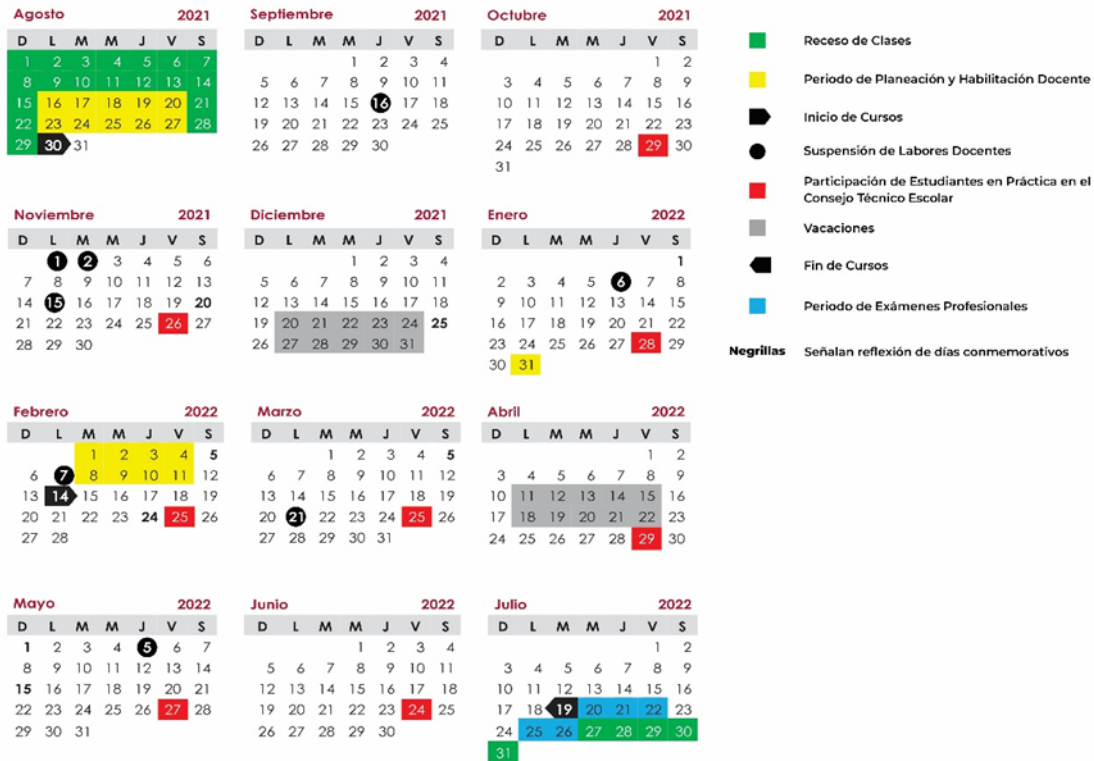 Agosto 2021
D L M M J V S
1 2 3 4 5 6 7
8 9 10 11 12 13 14
15 16 17 18 19 20 21
22 23 24 25 26 27 28
29 30 31
Septiembre 2021
D L M M J V S
1 2 3 4
5 6 7 8 9 10 11
12 13 14 15 16 17 18
19 20 21 22 23 24 25
26 27 28 29 30
Octubre 2021
D L M M J V S
1 2
3 4 5 6 7 8 9
10 11 12 13 14 15 16
17 18 19 20 21 22 23
24 25 26 27 28 29 30
31
Noviembre 2021
D L M M J V S
1 2 3 4 5 6
7 8 9 10 11 12 13
14 15 16 17 18 19 20
21 22 23 24 25 26 27
28 29 30
Diciembre 2021
D L M M J V S
1 2 3 4
5 6 7 8 9 10 11
12 13 14 15 16 17 18
19 20 21 22 23 24 25
26 27 28 29 30 31
Enero 2022
D L M M J V S
1
2 3 4 5 6 7 8
9 10 11 12 13 14 15
16 17 18 19 20 21 22
23 24 25 26 27 28 29
30 31
Febrero 2022
D L M M J V S
1 2 3 4 5
6 7 8 9 10 11 12
13 14 15 16 17 18 19
20 21 22 23 24 25 26
27 28
Marzo 2022
D L M M J V S
1 2 3 4 5
6 7 8 9 10 11 12
13 14 15 16 17 18 19
20 21 22 23 24 25 26
27 28 29 30 31
Abril 2022
D L M M J V S
1 2
3 4 5 6 7 8 9
10 11 12 13 14 15 16
17 18 19 20 21 22 23
24 25 26 27 28 29 30
Mayo 2022
D L M M J V S
1 2 3 4 5 6 7
8 9 10 11 12 13 14
15 16 17 18 19 20 21
22 23 24 25 26 27 28
29 30 31
Junio 2022
D L M M J V S
1 2 3 4
5 6 7 8 9 10 11
12 13 14 15 16 17 18
19 20 21 22 23 24 25
26 27 28 29 30
Julio 2022
D L M M J V S
1 2
3 4 5 6 7 8 9
10 11 12 13 14 15 16
17 18 19 20 21 22 23
24 25 26 27 28 29 30
31
Receso de Clases
Periodo de Planeación y Habilitación Docente
Inicio de Cursos
Suspensión de Labores Docentes
Participación de Estudiantes en Práctica en el
Consejo Técnico Escolar
Vacaciones
Fin de Cursos
Periodo de Exámenes Profesionales
Negrillas Señalan reflexión de días conmemorativos